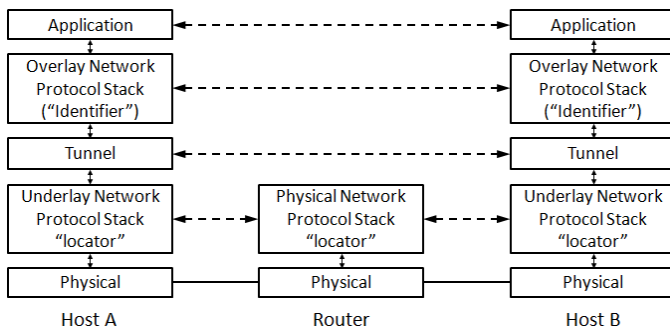 Application
Application
Overlay Network
Protocol Stack
("Identifier")
Overlay Network
Protocol Stack
("Identifier")
Tunnel
Tunnel
Underlay Network
Protocol Stack
"locator"
Physical Network
Protocol Stack
"locator"
Underlay Network
Protocol Stack
"locator"
Physical
Physical
Physical
Host A
Router
Host B